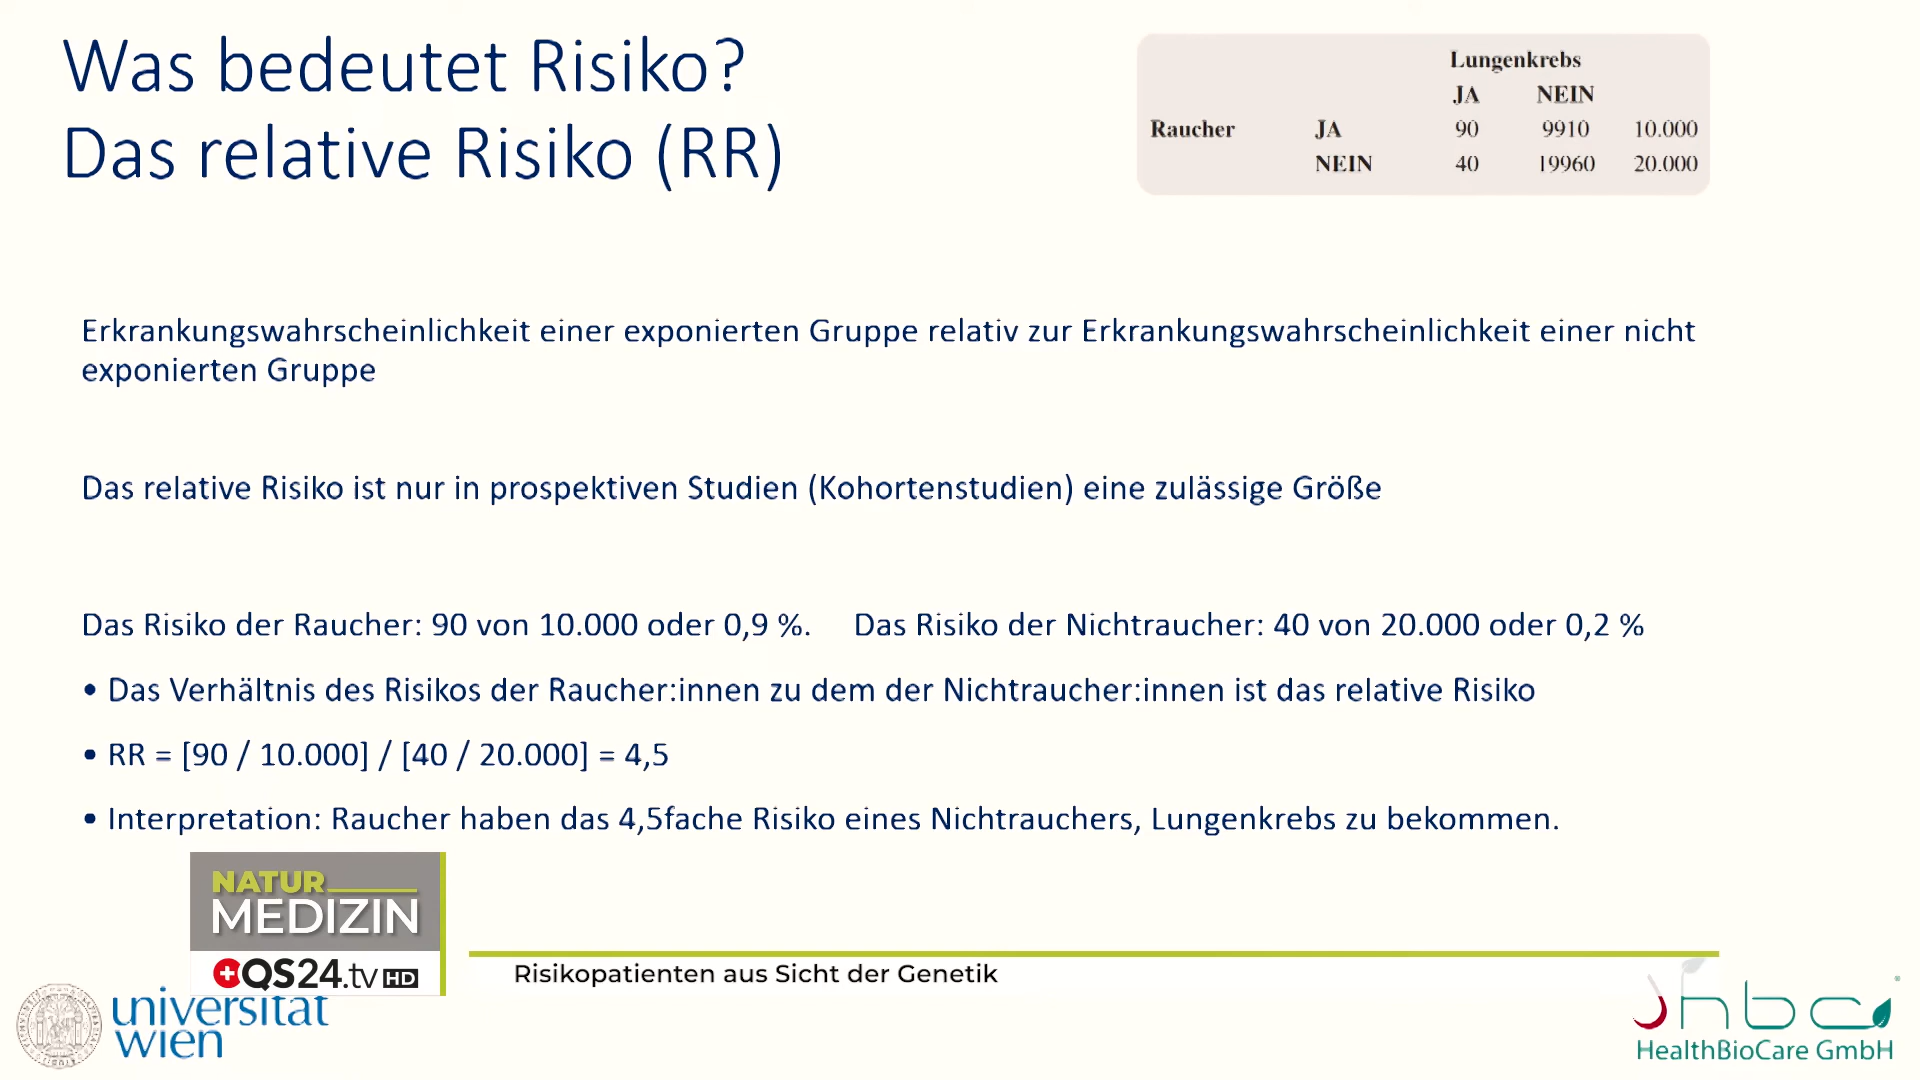 Was bedeutet Risiko?
Das relative Risiko (RR)
Lungenkrebs
JA NEIN
Raucher JA 90 9910 10.000
NEIN 40 19960 20.000
Erkrankungswahrscheinlichkeit einer exponierten Gruppe relativ zur Erkrankungswahrscheinlichkeit einer nicht
exponierten Gruppe
Das relative Risiko ist nur in prospektiven Studien (Kohortenstudien) eine zulässige Größe
Das Risiko der Raucher: 90 von 10.000 oder 0,9 %. Das Risiko der Nichtraucher: 40 von 20.000 oder 0,2 %
• Das Verhältnis des Risikos der Raucher:innen zu dem der Nichtraucher:innen ist das relative Risiko
• RR = [90 / 10.000] / [40 / 20.000] = 4,5
• Interpretation: Raucher haben das 4,5fache Risiko eines Nichtrauchers, Lungenkrebs zu bekommen.
NATUR
MEDIZIN
QS24.tv HD
Risikopatienten aus Sicht der Genetik
universität
wien
hbc
HealthBioCare GmbH